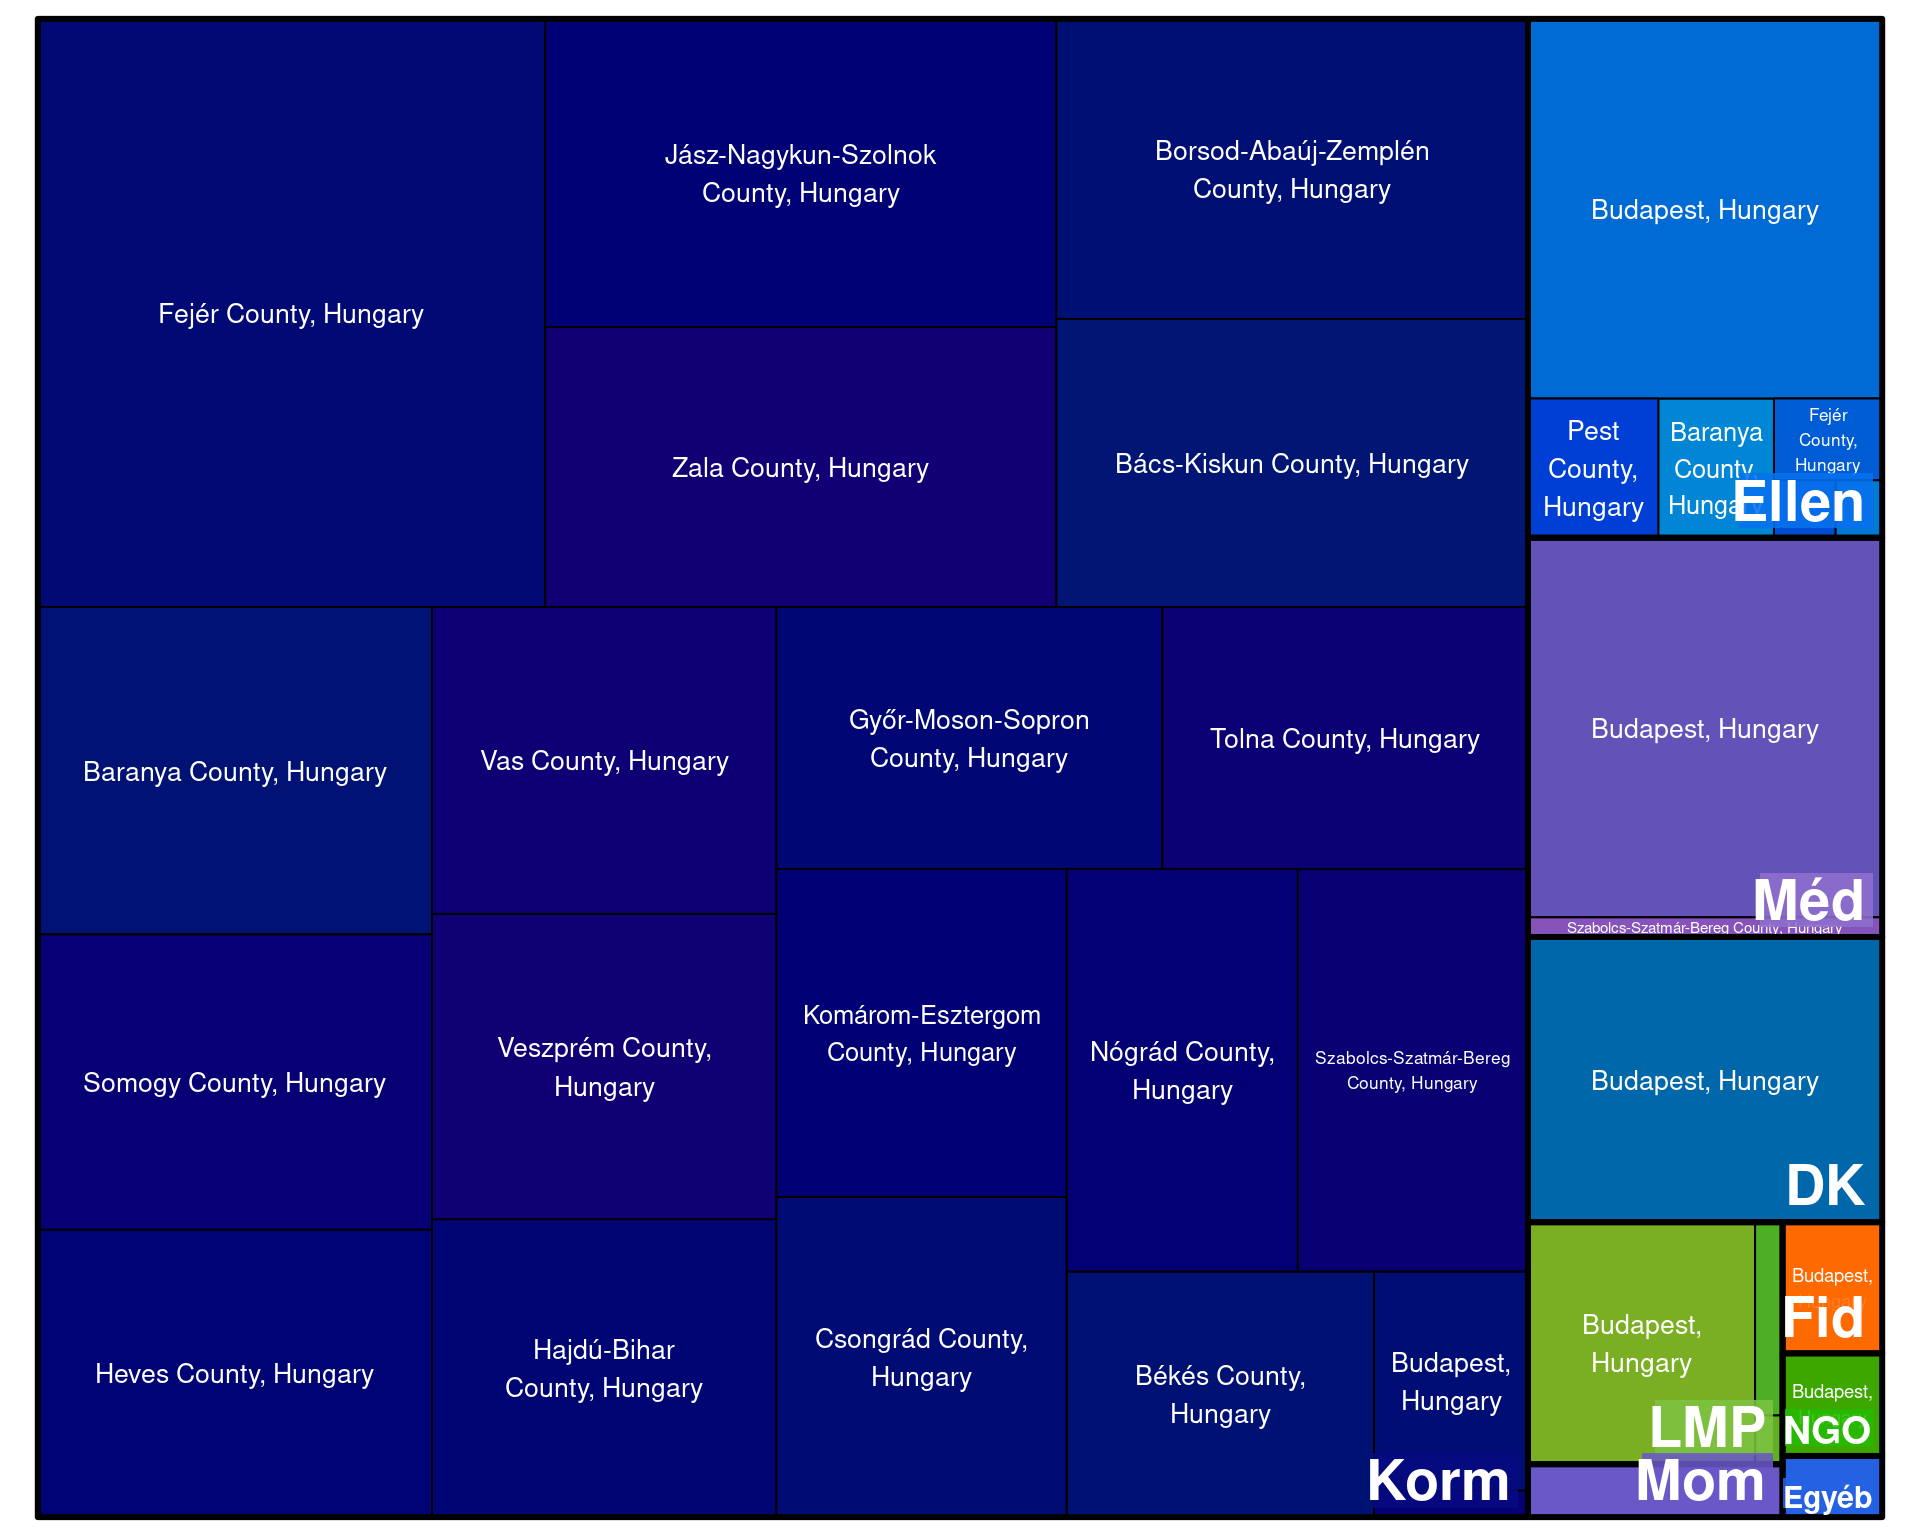 Fejér County, Hungary
Jász-Nagykun-Szolnok
County, Hungary
Zala County, Hungary
Borsod-Abaúj-Zemplén
County, Hungary
Bács-Kiskun County, Hungary
Baranya County, Hungary
Somogy County, Hungary
Heves County, Hungary
Vas County, Hungary
Veszprém County,
Hungary
Hajdú-Bihar
County, Hungary
Győr-Moson-Sopron
County, Hungary
Tolna County, Hungary
Komárom-Esztergom
County, Hungary
Csongrád County,
Hungary
Nógrád County,
Hungary
Szabolcs-Szatmár-Bereg
County, Hungary
Békés County,
Hungary
Budapest,
Hungary
Korm
Budapest, Hungary
Pest
County,
Hungary
Baranya
County,
Hungary
Fejér
County,
Hungary
Ellen
Budapest, Hungary
Méd
Szabolcs-Szatmár-Bereg County, Hungary
Budapest, Hungary
DK
Budapest,
Hungary
LMP
Mom
Budapest,
Fid
Budapest,
NGO
Egyéb